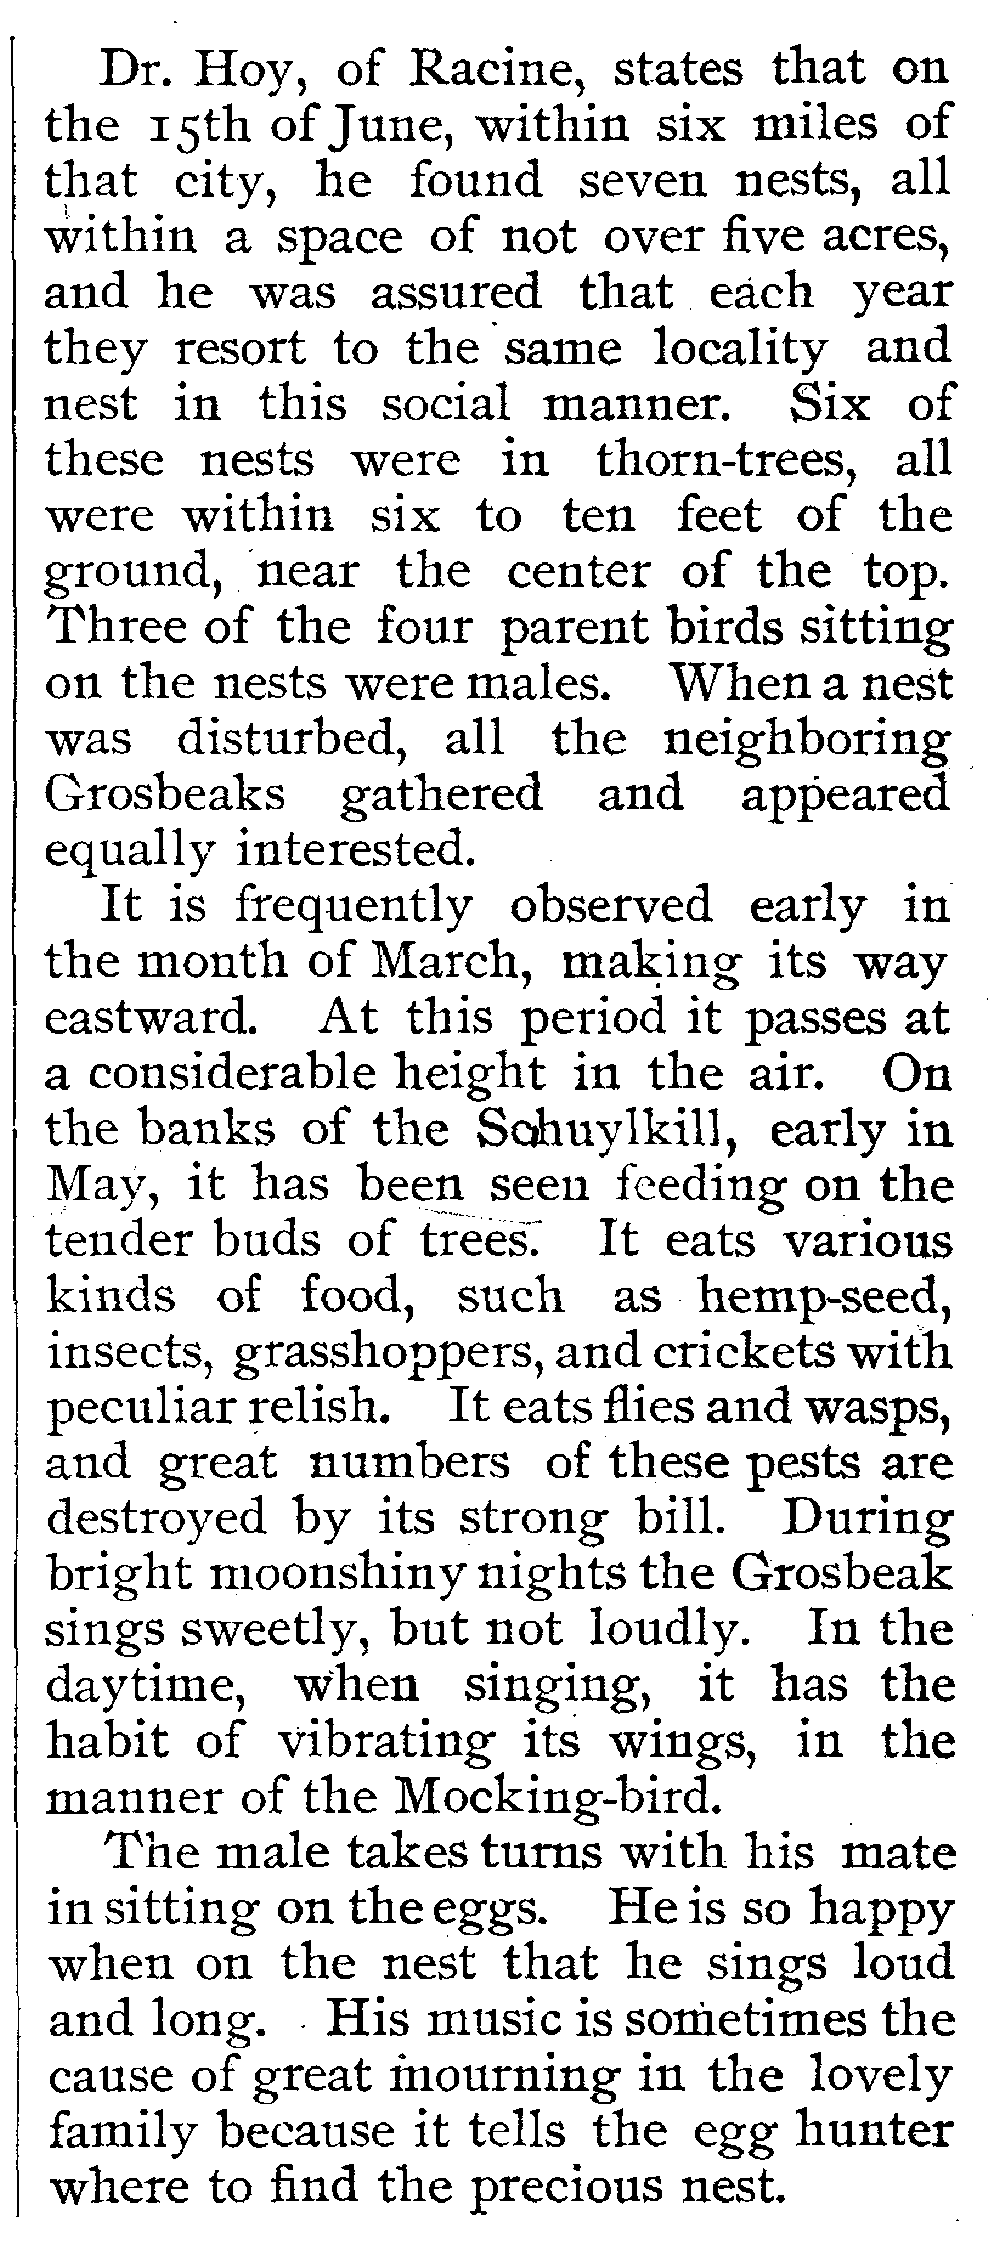 Dr. Hoy, of Racine, states that on
the 15th of June, within six miles of
that city, he found seven nests, all
within a space of not over five acres,
and he was assured that each year
they resort to the same locality and
nest in this social manner. Six of
these nests were in thorn-trees, all
were within six to ten feet of the
ground, near the center of the top.
Three of the four parent birds sitting
on the nests were males. When a nest
was disturbed, all the neighboring
Grosbeaks gathered and appeared
equally interested.
It is frequently observed early in
the month of March, making its way
eastward. At this period it passes at
a considerable height in the air. On
the banks of the Schuylkill, early in
May, it has been seen feeding on the
tender buds of trees. It eats various
kinds of food, such as hemp-seed,
insects, grasshoppers, and crickets with
peculiar relish. It eats flies and wasps,
and great numbers of these pests are
destroyed by its strong bill. During
bright moonshiny nights the Grosbeak
sings sweetly, but not loudly. In the
daytime, when singing, it has the
habit of vibrating its wings, in the
manner of the Mocking-bird.
The male takes turns with his mate
in sitting on the eggs. He is so happy
when on the nest that he sings loud
and long. His music is sometimes the
cause of great mourning in the lovely
family because it tells the egg hunter
where to find the precious nest.